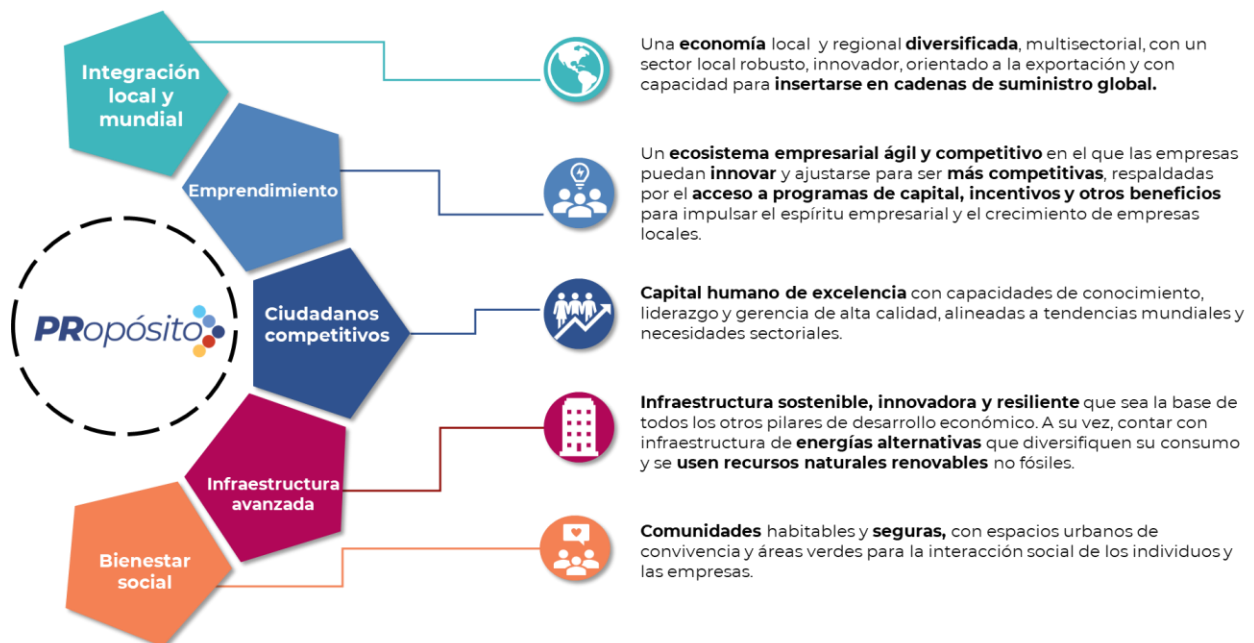 Integración
local y
mundial
Una economía local y regional diversificada, multisectorial, con un
sector local robusto, innovador, orientado a la exportación y con
capacidad para insertarse en cadenas de suministro global.
Emprendimiento
Un ecosistema empresarial ágil y competitivo en el que las empresas
puedan innovar y ajustarse para ser más competitivas, respaldadas
por el acceso a programas de capital, incentivos y otros beneficios
para impulsar el espíritu empresarial y el crecimiento de empresas
locales.
PRopósito
Ciudadanos
competitivos
Capital humano de excelencia con capacidades de conocimiento,
liderazgo y gerencia de alta calidad, alineadas a tendencias mundiales y
necesidades sectoriales.
Infraestructura
avanzada
Infraestructura sostenible, innovadora y resiliente que sea la base de
todos los otros pilares de desarrollo económico. A su vez, contar con
infraestructura de energías alternativas que diversifiquen su consumo
y se usen recursos naturales renovables no fósiles.
Bienestar
social
Comunidades habitables y seguras, con espacios urbanos de
convivencia y áreas verdes para la interacción social de los individuos y
las empresas.